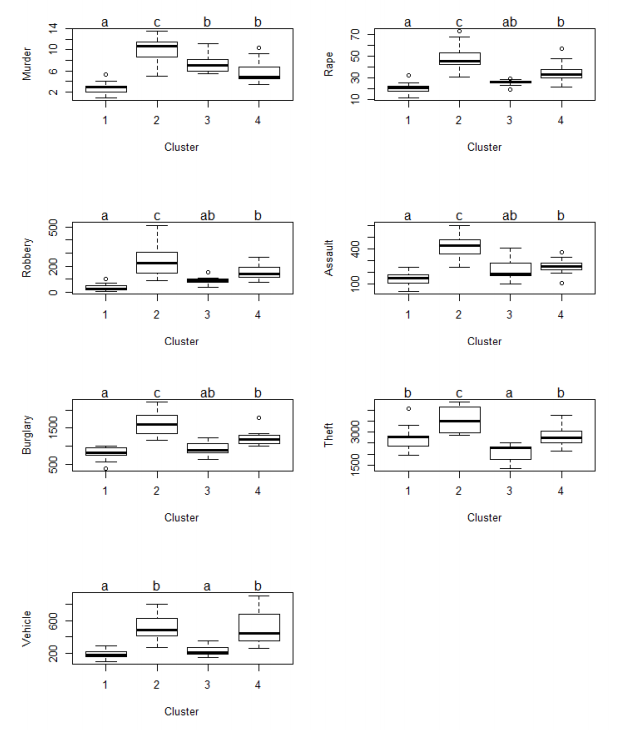 a c b b
Murder
2 6 10 14
1 2 3 4
Cluster
a c ab b
Rape
10 30 50 70
1 2 3 4
Cluster
a c ab b
Robbery
0 200 500
1 2 3 4
Cluster
a c ab b
Assault
100 400
1 2 3 4
Cluster
a c ab b
Burglary
500 1500
1 2 3 4
Cluster
b c a b
Theft
1500 3000
1 2 3 4
Cluster
a b a b
Vehicle
200 600
1 2 3 4
Cluster